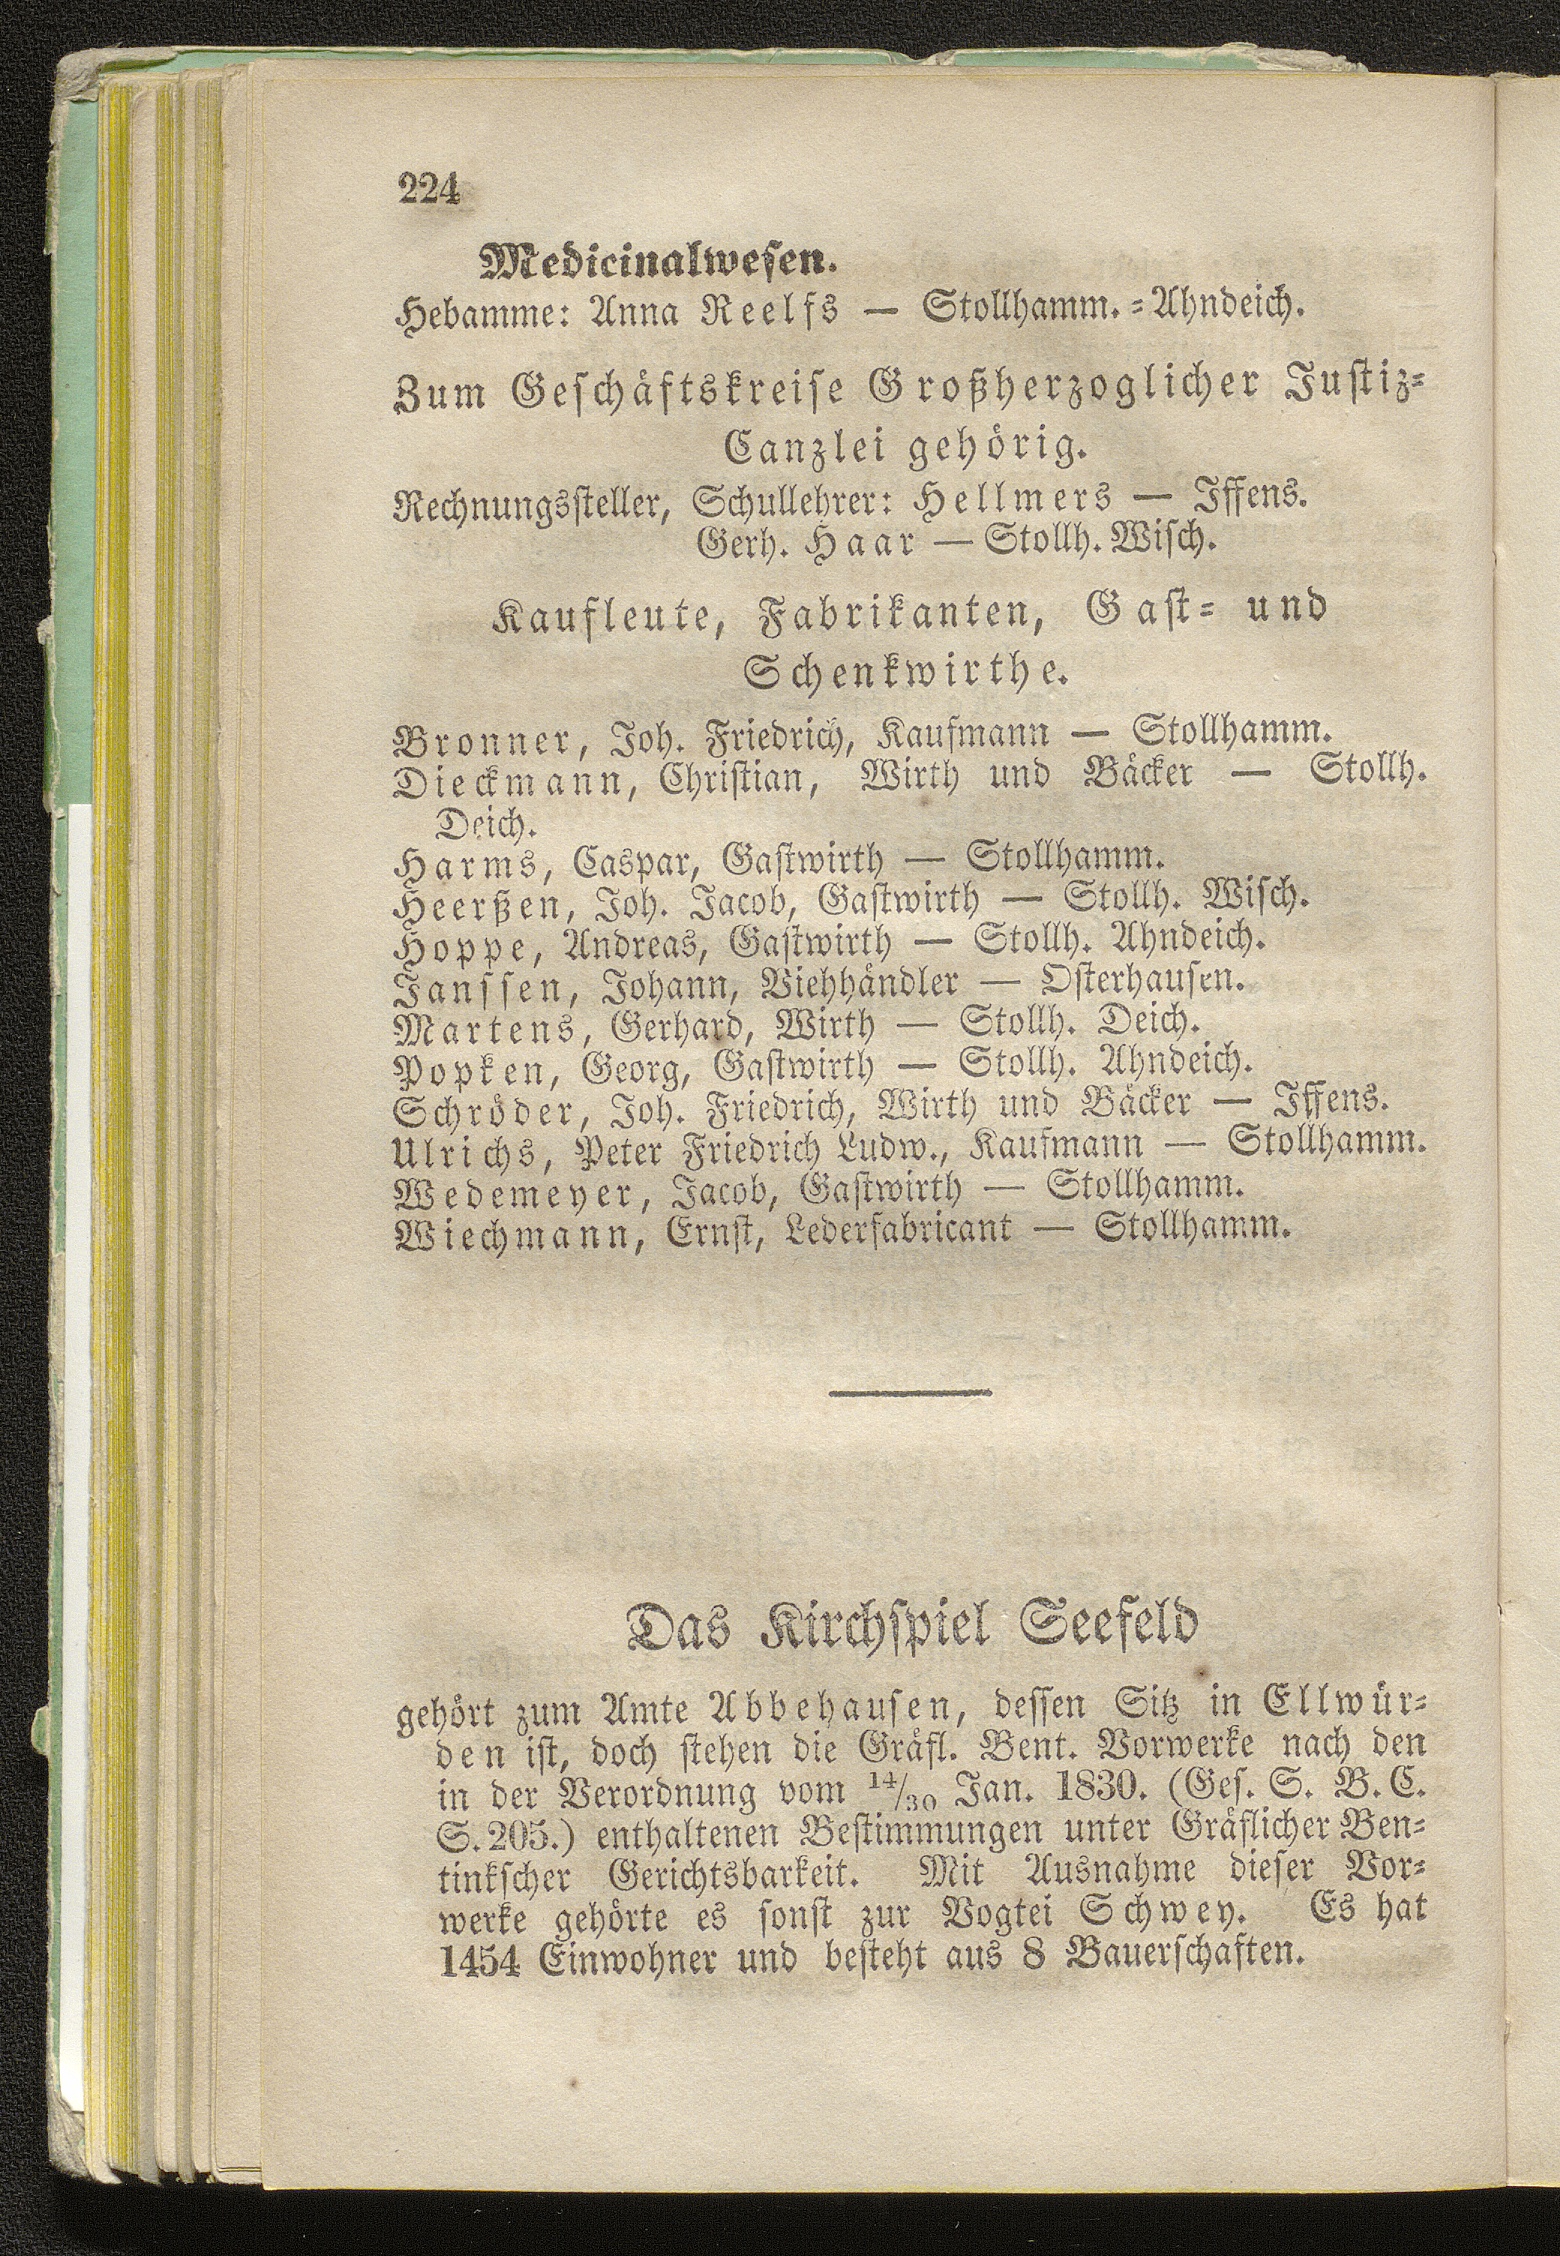 224
Medicinalwesen.
Hebamme: Anna Reelfs — Stollhamm.=Ahndeich.
Zum Geschäftskreise Großherzoglicher Justiz=
Canzlei gehörig.
Rechnungssteller, Schullehrer: Hellmers — Iffens.
Gerh. Haar — Stollh. Wisch.
Kaufleute, Fabrikanten, Gast= und
Schenkwirthe.
Bronner, Joh. Friedrich, Kaufmann — Stollhamm.
Dieckmann, Christian, Wirth und Bäcker — Stollh.
Deich.
Harms, Caspar, Gastwirth — Stollhamm.
Heerßen, Joh. Jacob, Gastwirth — Stollh. Wisch.
Hoppe, Andreas, Gastwirth — Stollh. Ahndeich.
Janssen, Johann, Viehhändler — Osterhausen.
Martens, Gerhard, Wirth — Stollh. Deich.
Popken, Georg, Gastwirth — Stollh. Ahndeich.
Schröder, Joh. Friedrich, Wirth und Bäcker — Iffens.
Ulrichs, Peter Friedrich Ludw., Kaufmann — Stollhamm.
Wedemeyer, Jacob, Gastwirth — Stollhamm.
Wiechmann, Ernst, Lederfabricant — Stollhamm.
Das Kirchspiel Seefeld
gehört zum Amte Abbehausen, dessen Sitz in Ellwür=
den ist, doch stehen die Gräfl. Bent. Vorwerke nach den
in der Verordnung vom 14/30 Jan. 1830. (Ges. S. B. C.
S. 205.) enthaltenen Bestimmungen unter Gräflicher Ben=
tinkscher Gerichtsbarkeit. Mit Ausnahme dieser Vor=
werke gehörte es sonst zur Vogtei Schwey. Es hat
1454 Einwohner und besteht aus 8 Bauerschaften.